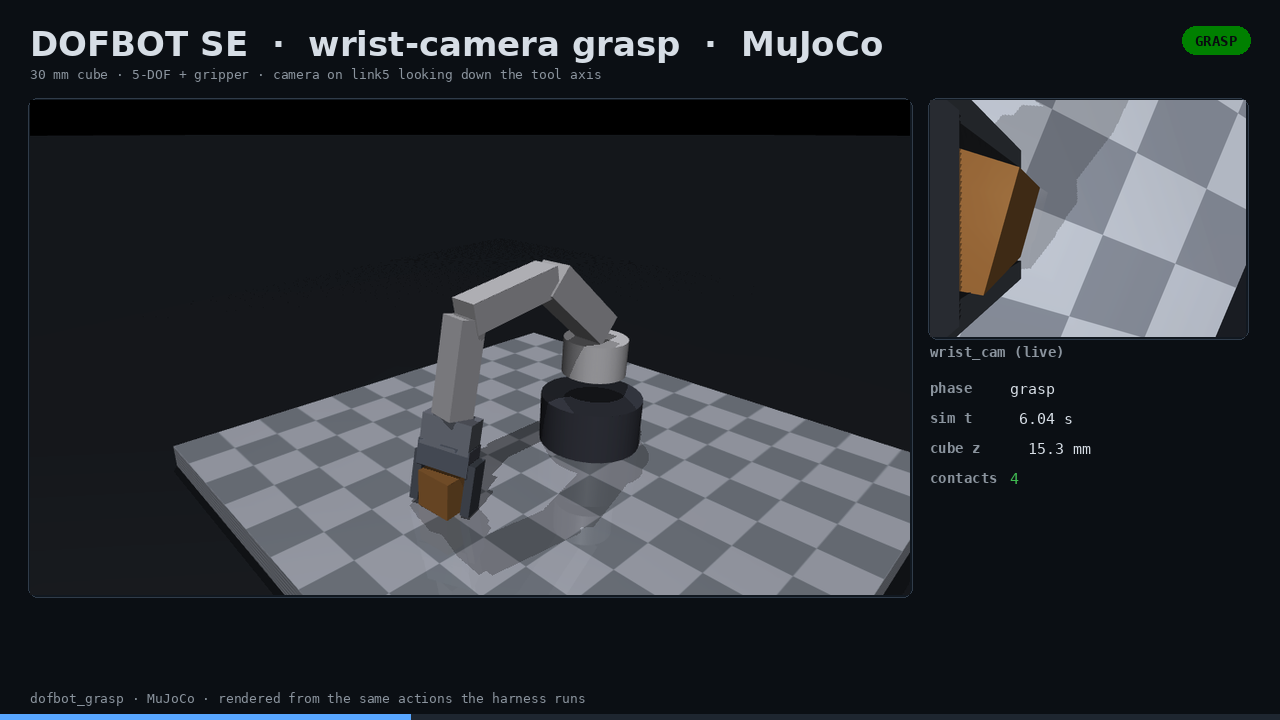 DOFBOT SE · wrist-camera grasp · MuJoCo
GRASP
30 mm cube · 5-DOF + gripper · camera on link5 looking down the tool axis
wrist_cam (live)
phase grasp
sim t 6.04 s
cube z 15.3 mm
contacts 4
dofbot_grasp · MuJoCo · rendered from the same actions the harness runs